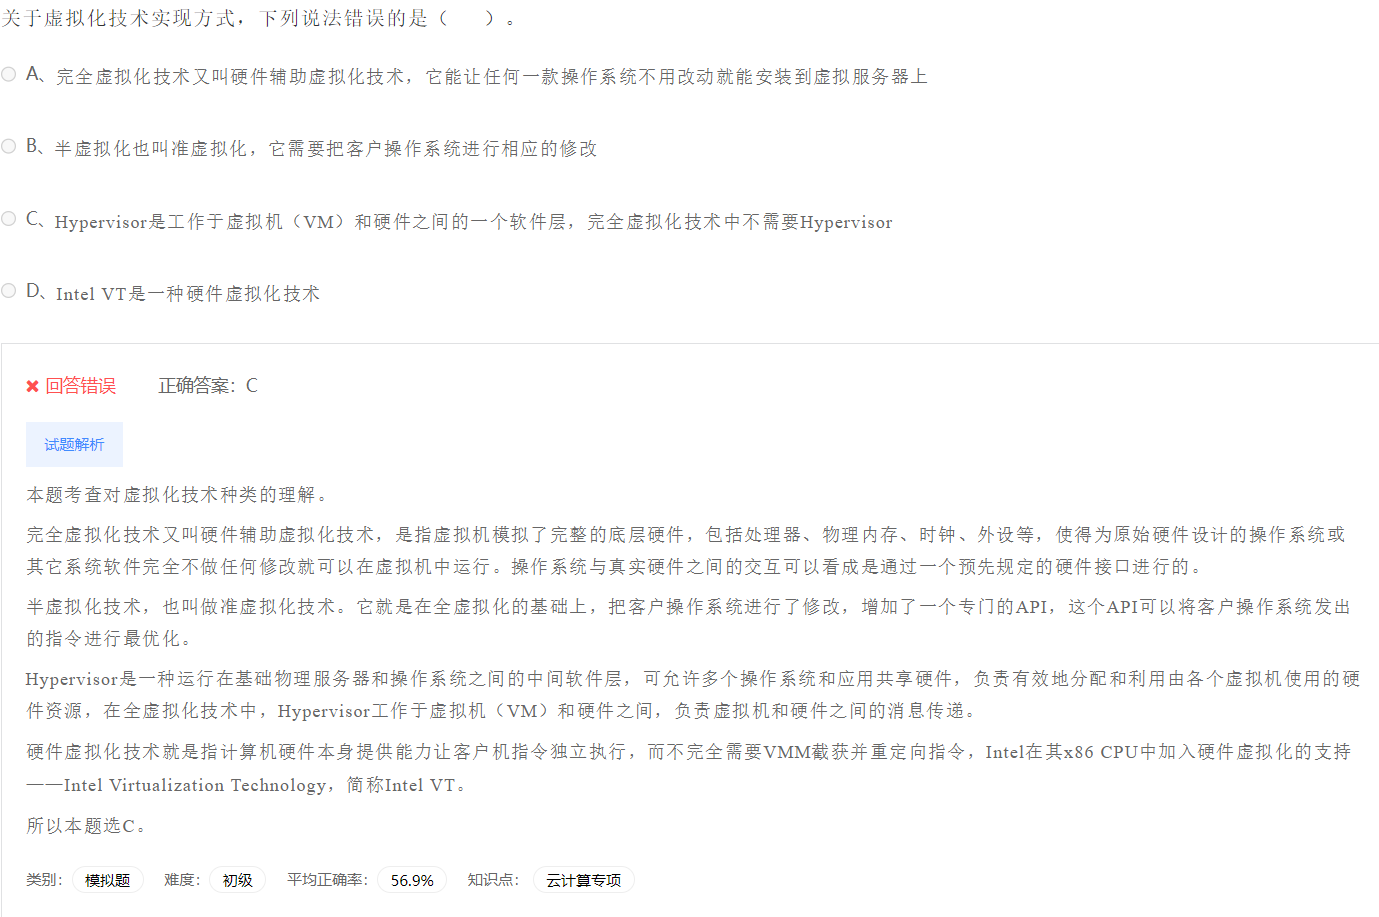 关于虚拟化技术实现方式，下列说法错误的是（　　）。
A、完全虚拟化技术又叫硬件辅助虚拟化技术，它能让任何一款操作系统不用改动就能安装到虚拟服务器上
B、半虚拟化也叫准虚拟化，它需要把客户操作系统进行相应的修改
C、Hypervisor是工作于虚拟机（VM）和硬件之间的一个软件层，完全虚拟化技术中不需要Hypervisor
D、Intel VT是一种硬件虚拟化技术
✖ 回答错误 正确答案：C
试题解析
本题考查对虚拟化技术种类的理解。
完全虚拟化技术又叫硬件辅助虚拟化技术，是指虚拟机模拟了完整的底层硬件，包括处理器、物理内存、时钟、外设等，使得为原始硬件设计的操作系统或
其它系统软件完全不做任何修改就可以在虚拟机中运行。操作系统与真实硬件之间的交互可以看成是通过一个预先规定的硬件接口进行的。
半虚拟化技术，也叫做准虚拟化技术。它就是在全虚拟化的基础上，把客户操作系统进行了修改，增加了一个专门的API，这个API可以将客户操作系统发出
的指令进行最优化。
Hypervisor是一种运行在基础物理服务器和操作系统之间的中间软件层，可允许多个操作系统和应用共享硬件，负责有效地分配和利用由各个虚拟机使用的硬
件资源，在全虚拟化技术中，Hypervisor工作于虚拟机（VM）和硬件之间，负责虚拟机和硬件之间的消息传递。
硬件虚拟化技术就是指计算机硬件本身提供能力让客户机指令独立执行，而不完全需要VMM截获并重定向指令，Intel在其x86 CPU中加入硬件虚拟化的支持
——Intel Virtualization Technology，简称Intel VT。
所以本题选C。
类别： 模拟题 难度： 初级 平均正确率： 56.9% 知识点： 云计算专项